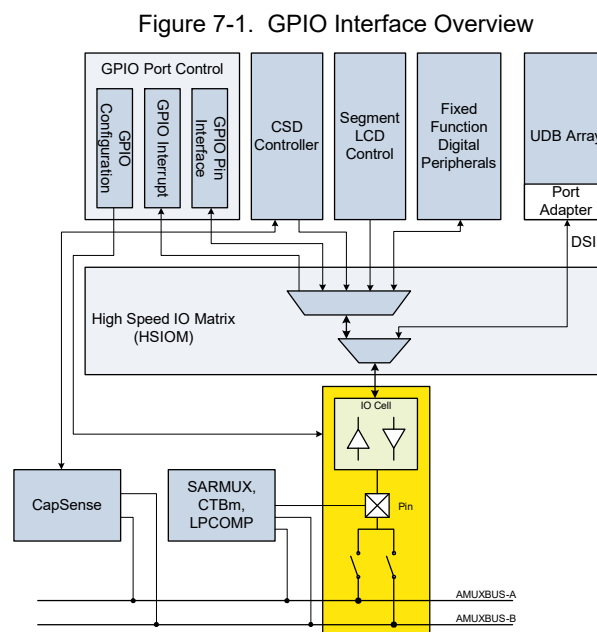 Figure 7-1. GPIO Interface Overview
GPIO Port Control
GPIO
Configuration
GPIO Interrupt
GPIO Pin
Interface
CSD
Controller
Segment
LCD
Control
Fixed
Function
Digital
Peripherals
UDB Array
Port
Adapter
DSI
High Speed IO Matrix
(HSIOM)
IO Cell
CapSense
SARMUX,
CTBm,
LPCOMP
Pin
AMUXBUS-A
AMUXBUS-B